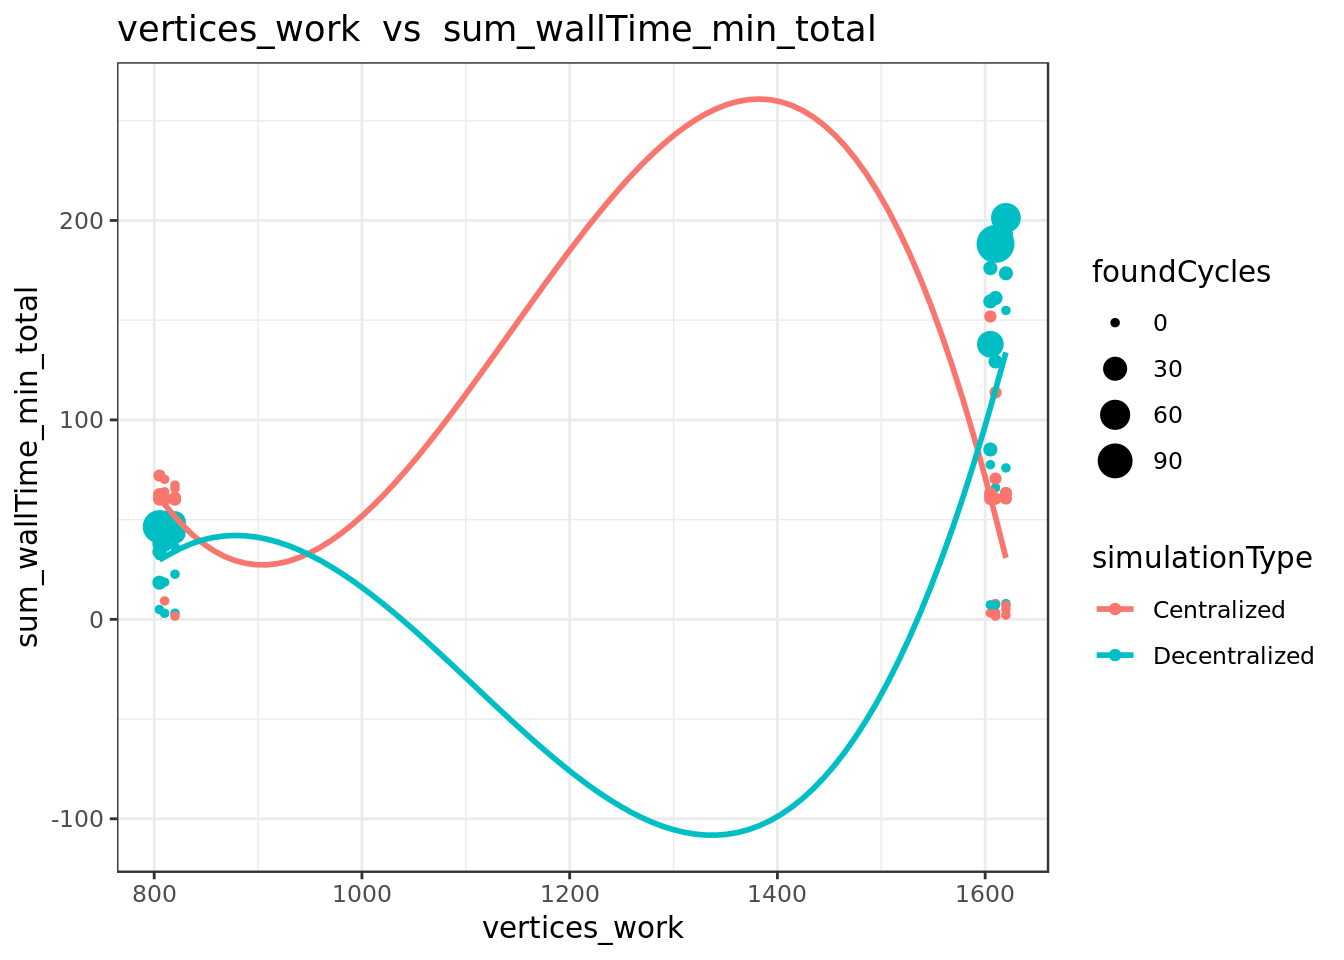 vertices_work vs sum_wallTime_min_total
sum_wallTime_min_total
200
100
0
-100
800
1000
1200
1400
1600
vertices_work
foundCycles
0
30
60
90
simulationType
Centralized
Decentralized